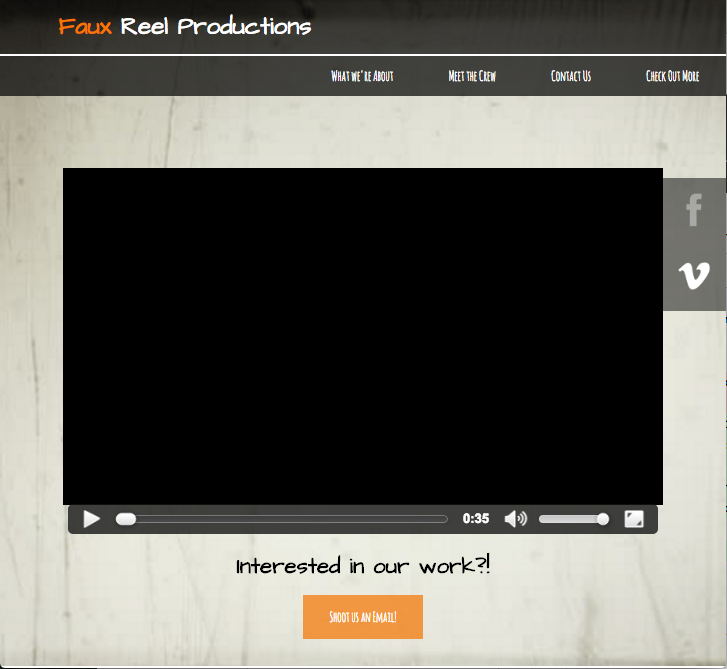 Faux Reel Productions
What we're About Meet the Crew Contact Us Check Out More
0:35
Interested in our work?!
Shoot us an Email!